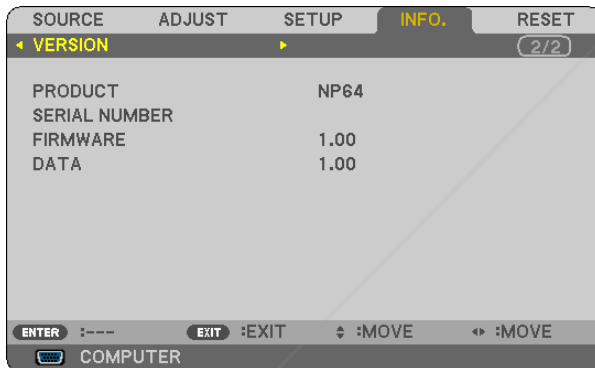 SOURCE ADJUST SETUP INFO. RESET
VERSION 2/2
PRODUCT NP64
SERIAL NUMBER
FIRMWARE 1.00
DATA 1.00
ENTER :--- EXIT :EXIT :MOVE :MOVE
COMPUTER